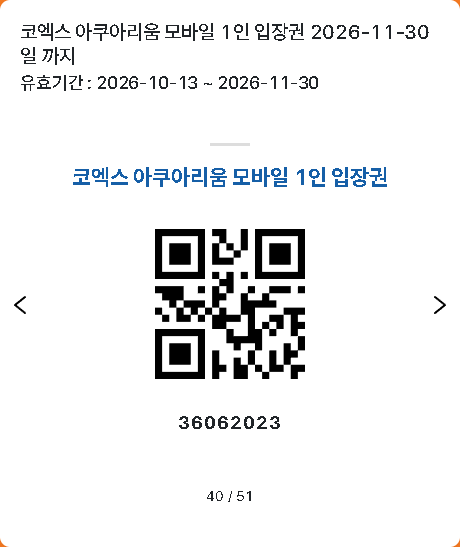 코엑스 아쿠아리움 모바일 1인 입장권 2026-11-30
일 까지
유효기간 : 2026-10-13 ~ 2026-11-30
코엑스 아쿠아리움 모바일 1인 입장권
36062023
40 / 51